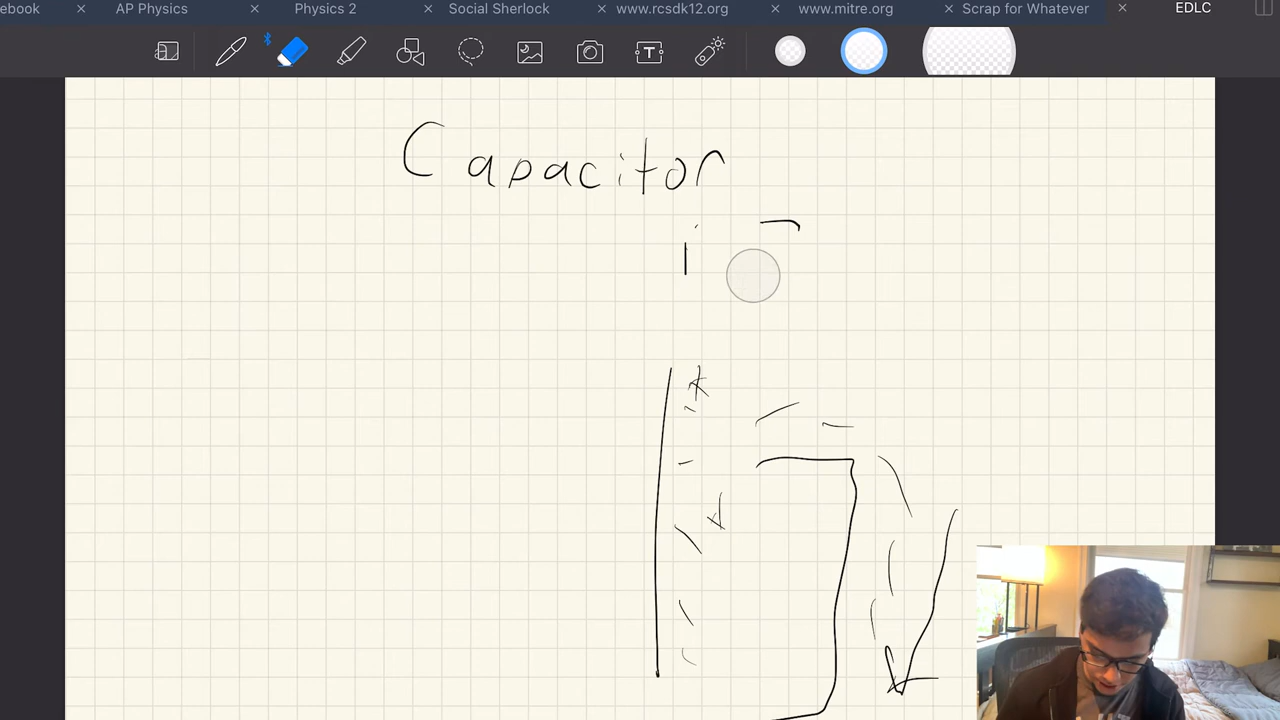 ebook AP Physics Physics 2 Social Sherlock www.rcsdk12.org www.mitre.org Scrap for Whatever EDLC
T
Capacitor
i